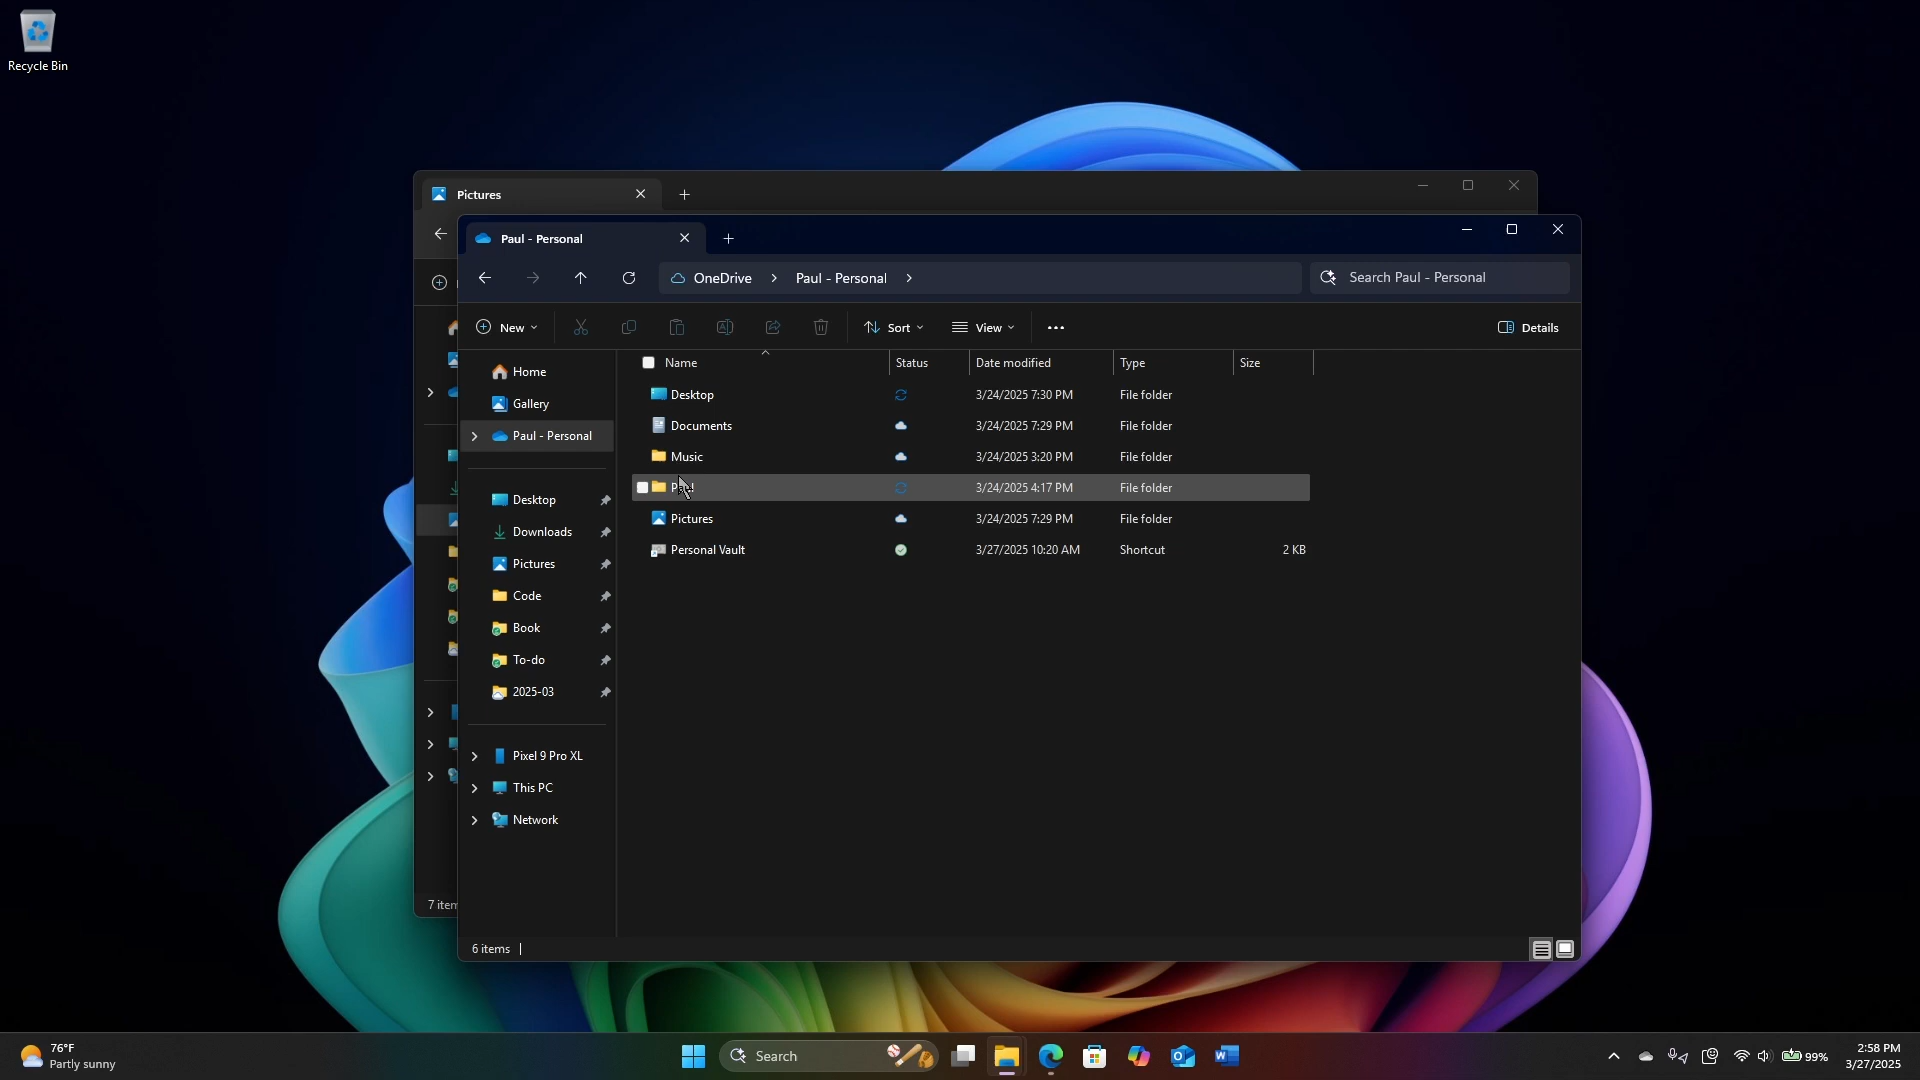 Recycle Bin
Pictures
Paul - Personal
OneDrive > Paul - Personal >
Search Paul - Personal
New
Sort
View
Details
Name Status Date modified Type Size
Home
Gallery
Paul - Personal
Desktop
Downloads
Pictures
Code
Book
To-do
2025-03
Pixel 9 Pro XL
This PC
Network
Desktop 3/24/2025 7:30 PM File folder
Documents 3/24/2025 7:29 PM File folder
Music 3/24/2025 3:20 PM File folder
3/24/2025 4:17 PM File folder
Pictures 3/24/2025 7:29 PM File folder
Personal Vault 3/27/2025 10:20 AM Shortcut 2 KB
7 item
6 items
76°F
Partly sunny
Search
99%
2:58 PM
3/27/2025